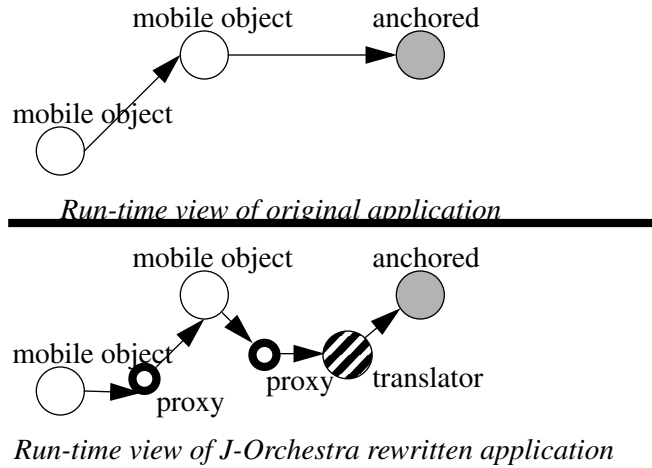 mobile object
anchored
mobile object
Run-time view of original application
mobile object
anchored
mobile object
proxy
proxy
translator
Run-time view of J-Orchestra rewritten application